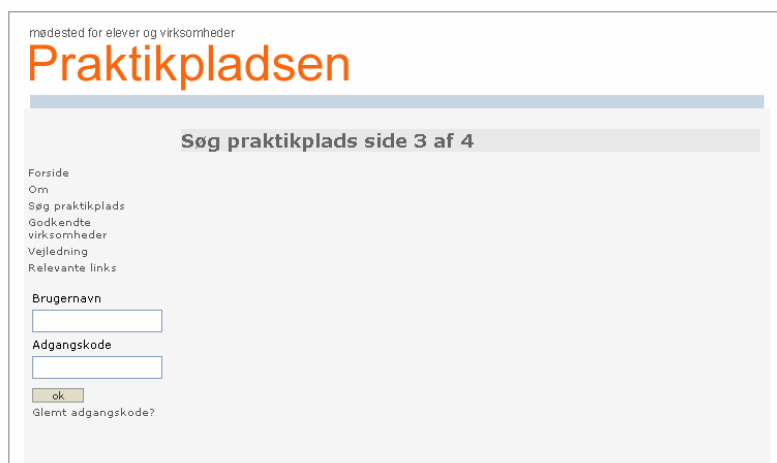 mødested for elever og virksomheder
Praktikpladsen
Søg praktikplads side 3 af 4
Forside
Om
Søg praktikplads
Godkendte
virksomheder
Vejledning
Relevante links
Brugernavn
Adgangskode
ok
Glemt adgangskode?